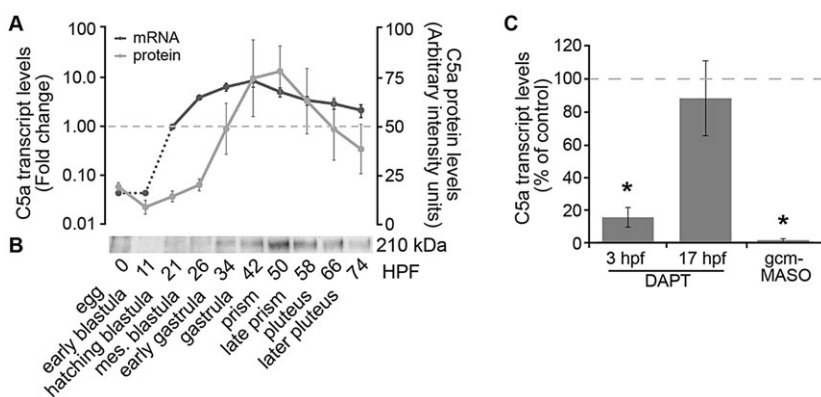 A
mRNA
protein
C5a transcript levels
(Fold change)
100
10.0
1.00
0.10
0.01
100
75
50
25
0
C5a protein levels
(Arbitrary intensity units)
B
210 kDa
0 11 21 26 34 42 50 58 66 74 HPF
egg
early blastula
hatching blastula
mes. blastula
early gastrula
gastrula
prism
late prism
pluteus
later pluteus
C
C5a transcript levels
(% of control)
120
100
80
60
40
20
0
*
*
3 hpf 17 hpf gcm-
DAPT MASO